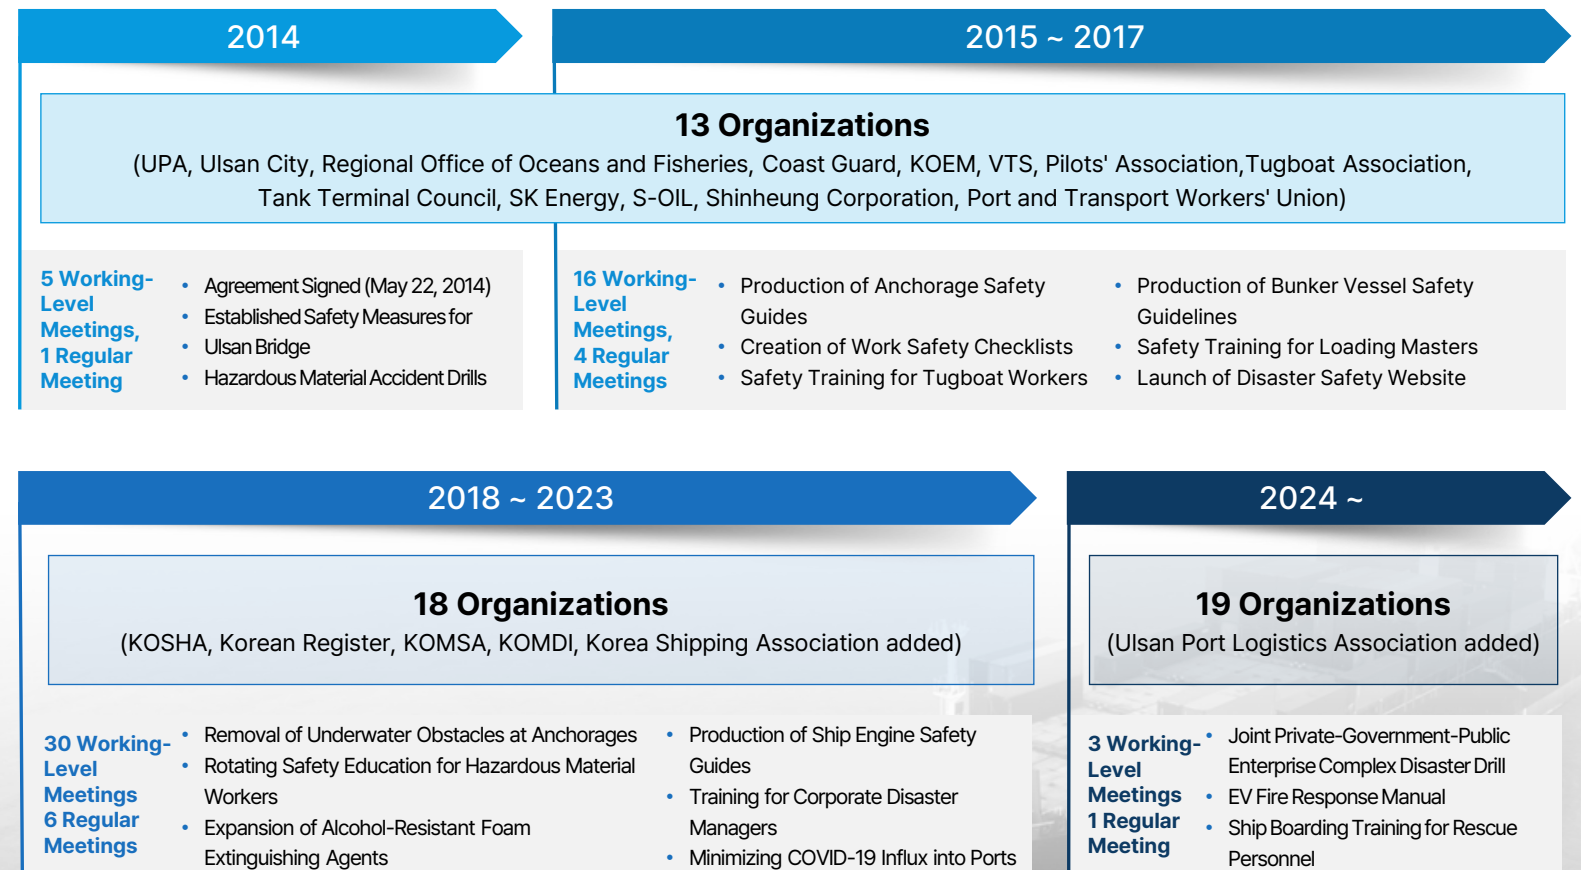 2014
2015 ~ 2017
13 Organizations
(UPA, Ulsan City, Regional Office of Oceans and Fisheries, Coast Guard, KOEM, VTS, Pilots' Association,Tugboat Association,
Tank Terminal Council, SK Energy, S-OIL, Shinheung Corporation, Port and Transport Workers' Union)
5 Working-
Level
Meetings,
1 Regular
Meeting
• Agreement Signed (May 22, 2014)
• Established Safety Measures for
• Ulsan Bridge
• Hazardous Material Accident Drills
16 Working-
Level
Meetings,
4 Regular
Meetings
• Production of Anchorage Safety
Guides
• Creation of Work Safety Checklists
• Safety Training for Tugboat Workers
• Production of Bunker Vessel Safety
Guidelines
• Safety Training for Loading Masters
• Launch of Disaster Safety Website
2018 ~ 2023
18 Organizations
(KOSHA, Korean Register, KOMSA, KOMDI, Korea Shipping Association added)
30 Working-
Level
Meetings
6 Regular
Meetings
• Removal of Underwater Obstacles at Anchorages
• Rotating Safety Education for Hazardous Material
Workers
• Expansion of Alcohol-Resistant Foam
Extinguishing Agents
• Production of Ship Engine Safety
Guides
• Training for Corporate Disaster
Managers
• Minimizing COVID-19 Influx into Ports
2024 ~
19 Organizations
(Ulsan Port Logistics Association added)
3 Working-
Level
Meetings
1 Regular
Meeting
• Joint Private-Government-Public
Enterprise Complex Disaster Drill
• EV Fire Response Manual
• Ship Boarding Training for Rescue
Personnel